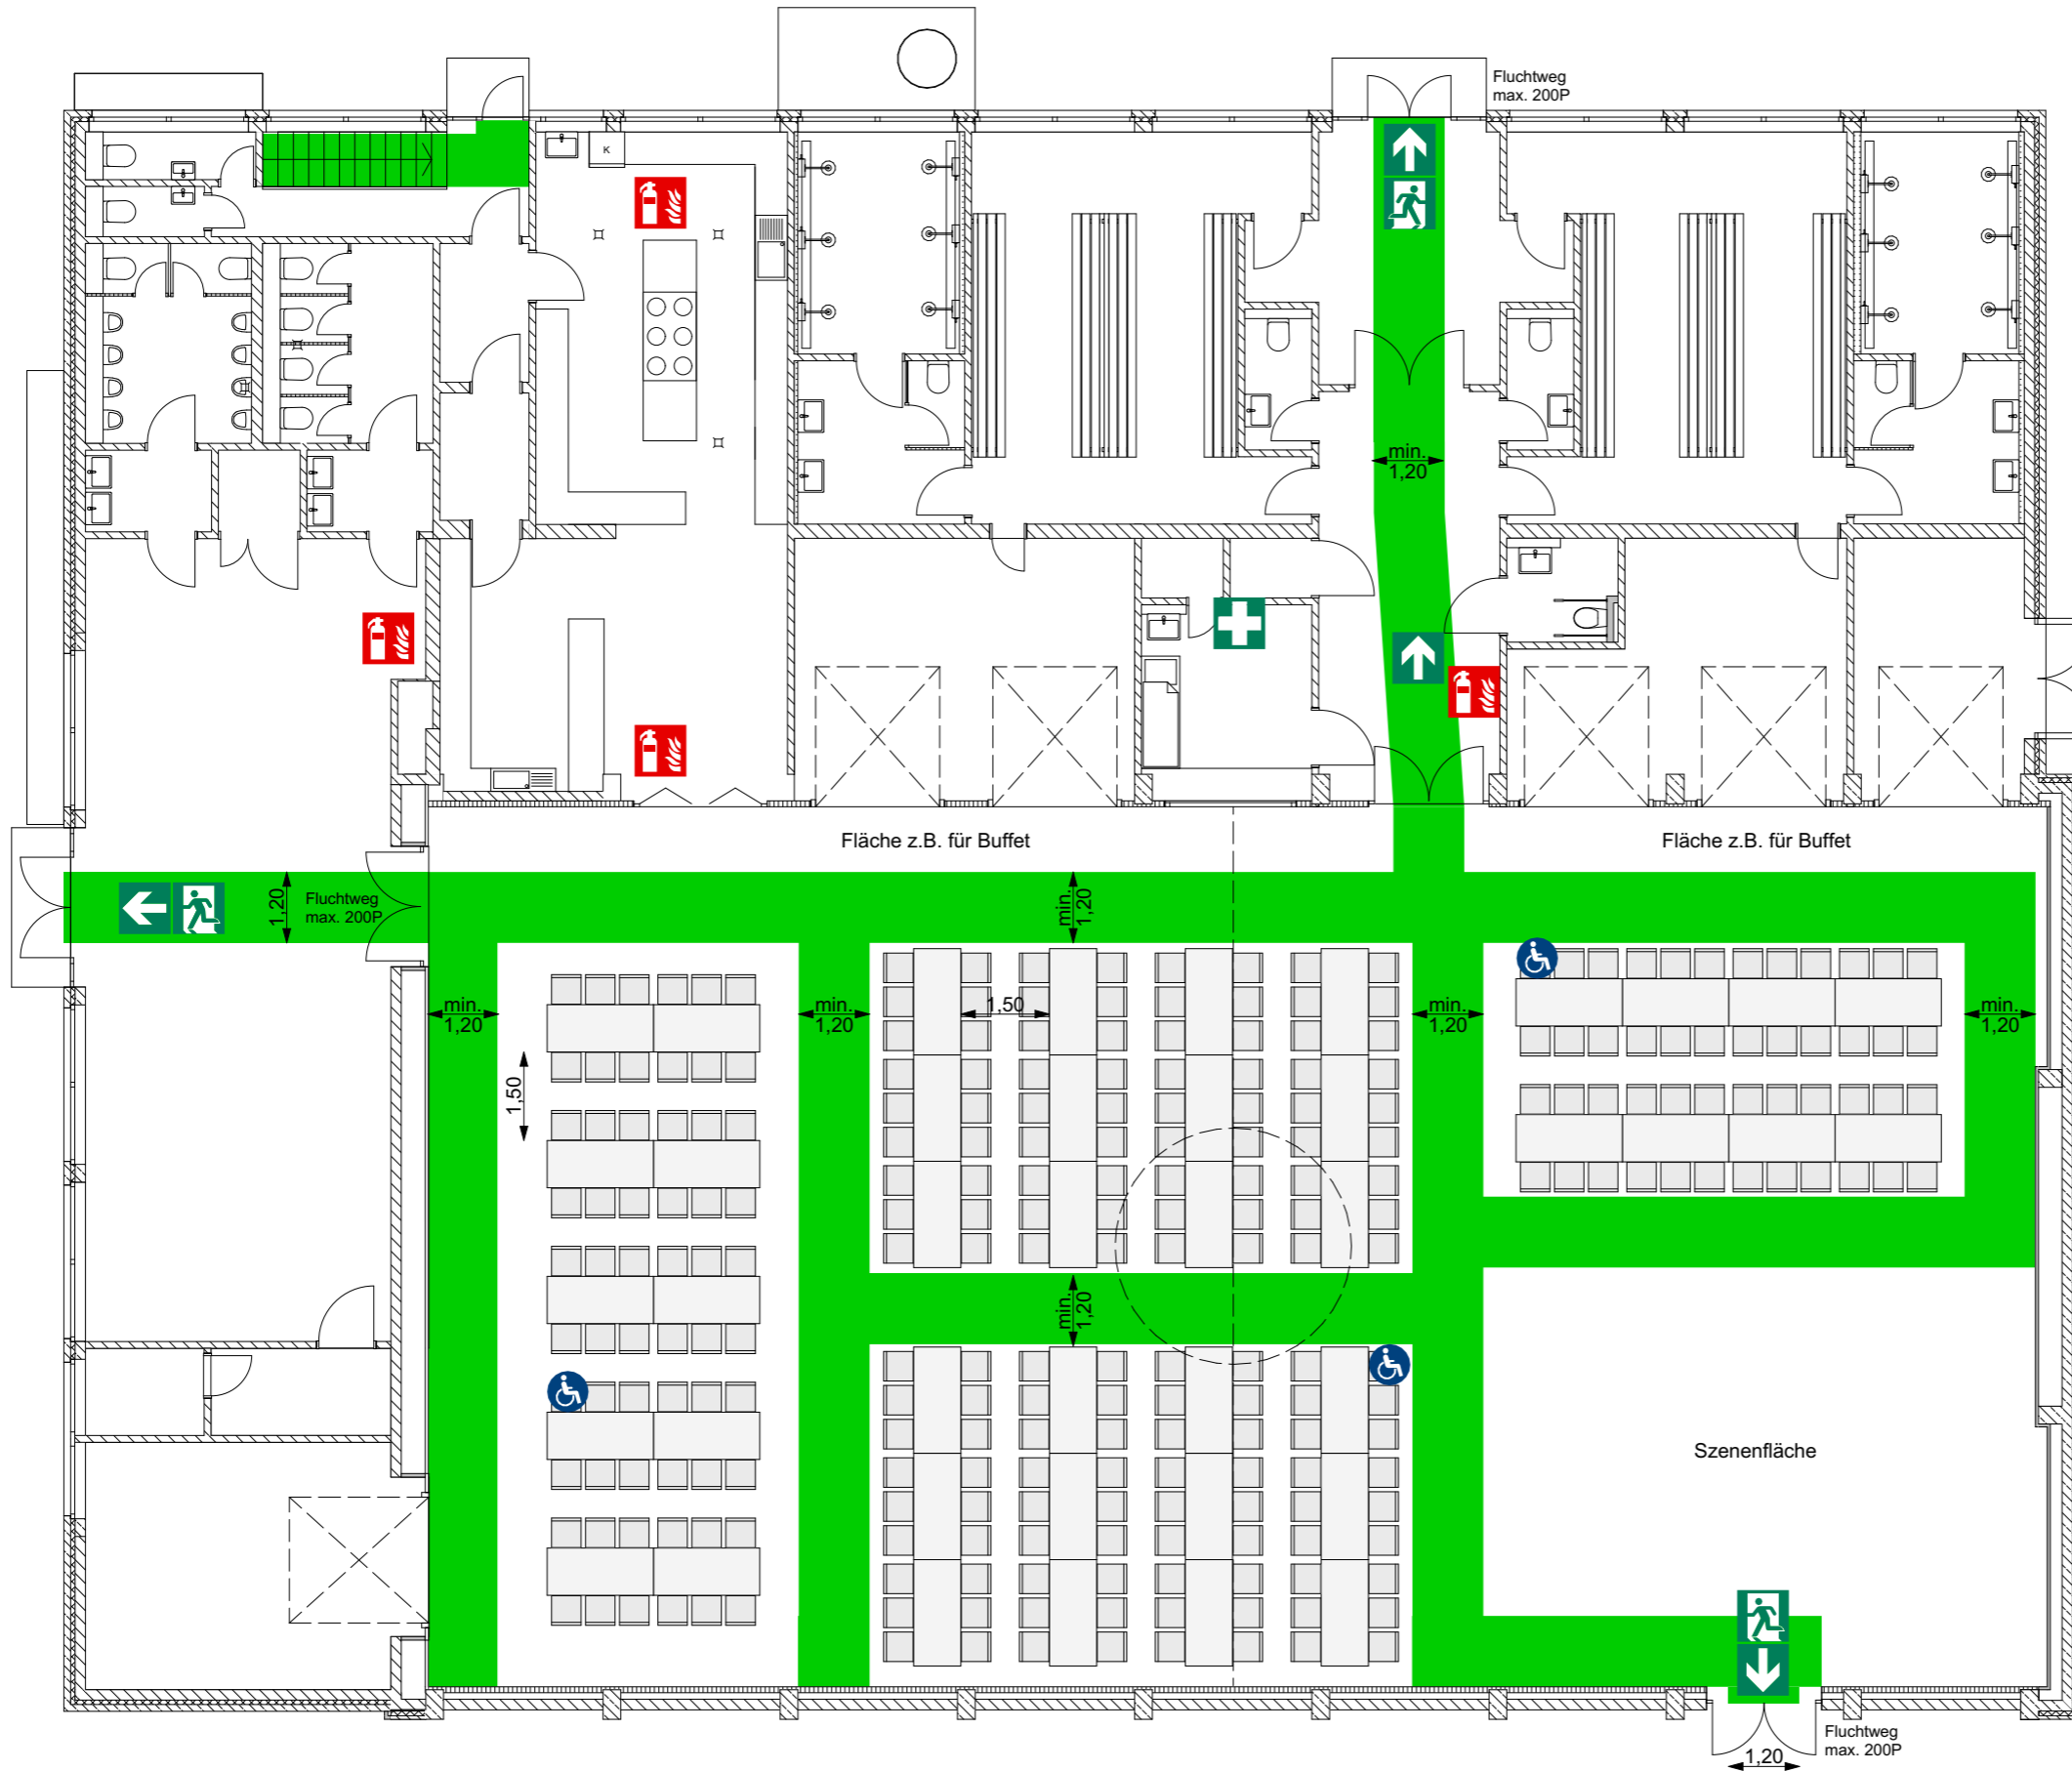 Fluchtweg
max. 200P
K
min.
1,20
Fläche z.B. für Buffet
Fläche z.B. für Buffet
1,20
Fluchtweg
max. 200P
min.
1,20
min.
1,20
min.
1,20
1,50
min.
1,20
min.
1,20
1,50
min.
1,20
Szenenfläche
Fluchtweg
max. 200P
1,20